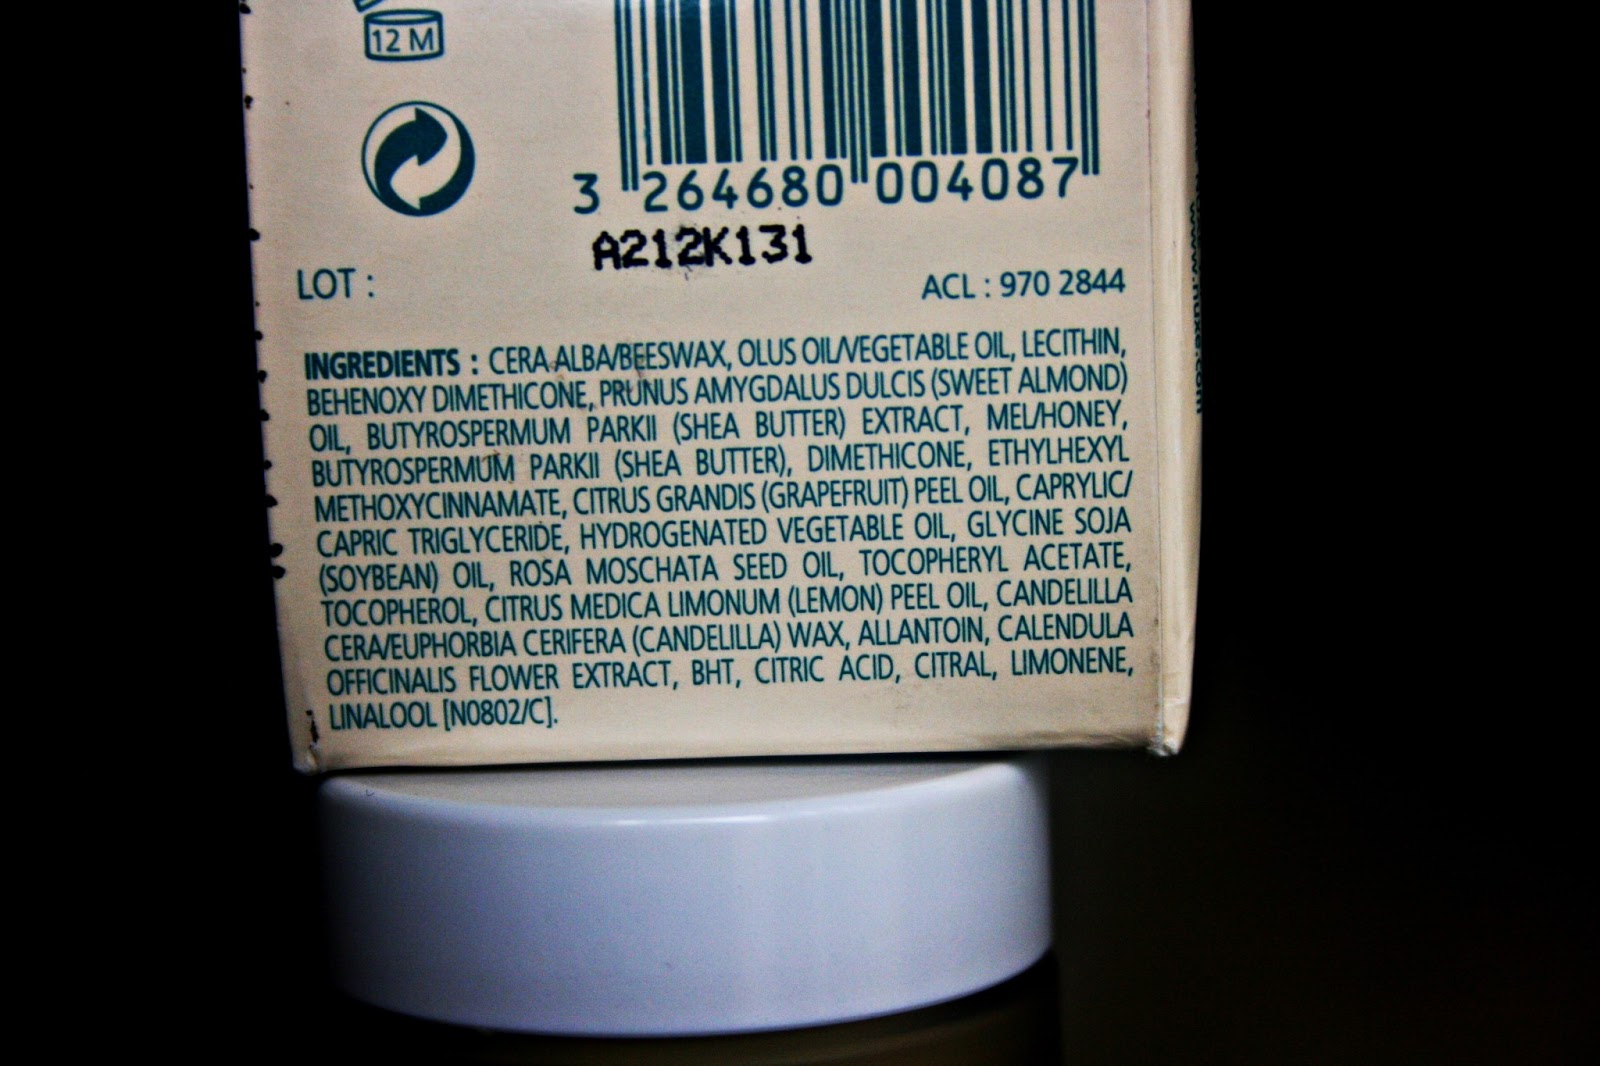 12 M
3 264680 004087
A212K131
LOT :
ACL : 970 2844
INGREDIENTS : CERA ALBA/BEESWAX, OLUS OIL/VEGETABLE OIL, LECITHIN,
BEHENOXY DIMETHICONE, PRUNUS AMYGDALUS DULCIS (SWEET ALMOND)
OIL, BUTYROSPERMUM PARKII (SHEA BUTTER) EXTRACT, MEL/HONEY,
BUTYROSPERMUM PARKII (SHEA BUTTER), DIMETHICONE, ETHYLHEXYL
METHOXYCINNAMATE, CITRUS GRANDIS (GRAPEFRUIT) PEEL OIL, CAPRYLIC/
CAPRIC TRIGLYCERIDE, HYDROGENATED VEGETABLE OIL, GLYCINE SOJA
(SOYBEAN) OIL, ROSA MOSCHATA SEED OIL, TOCOPHERYL ACETATE,
TOCOPHEROL, CITRUS MEDICA LIMONUM (LEMON) PEEL OIL, CANDELILLA
CERA/EUPHORBIA CERIFERA (CANDELILLA) WAX, ALLANTOIN, CALENDULA
OFFICINALIS FLOWER EXTRACT, BHT, CITRIC ACID, CITRAL, LIMONENE,
LINALOOL [N0802/C].
www.nuxe.com